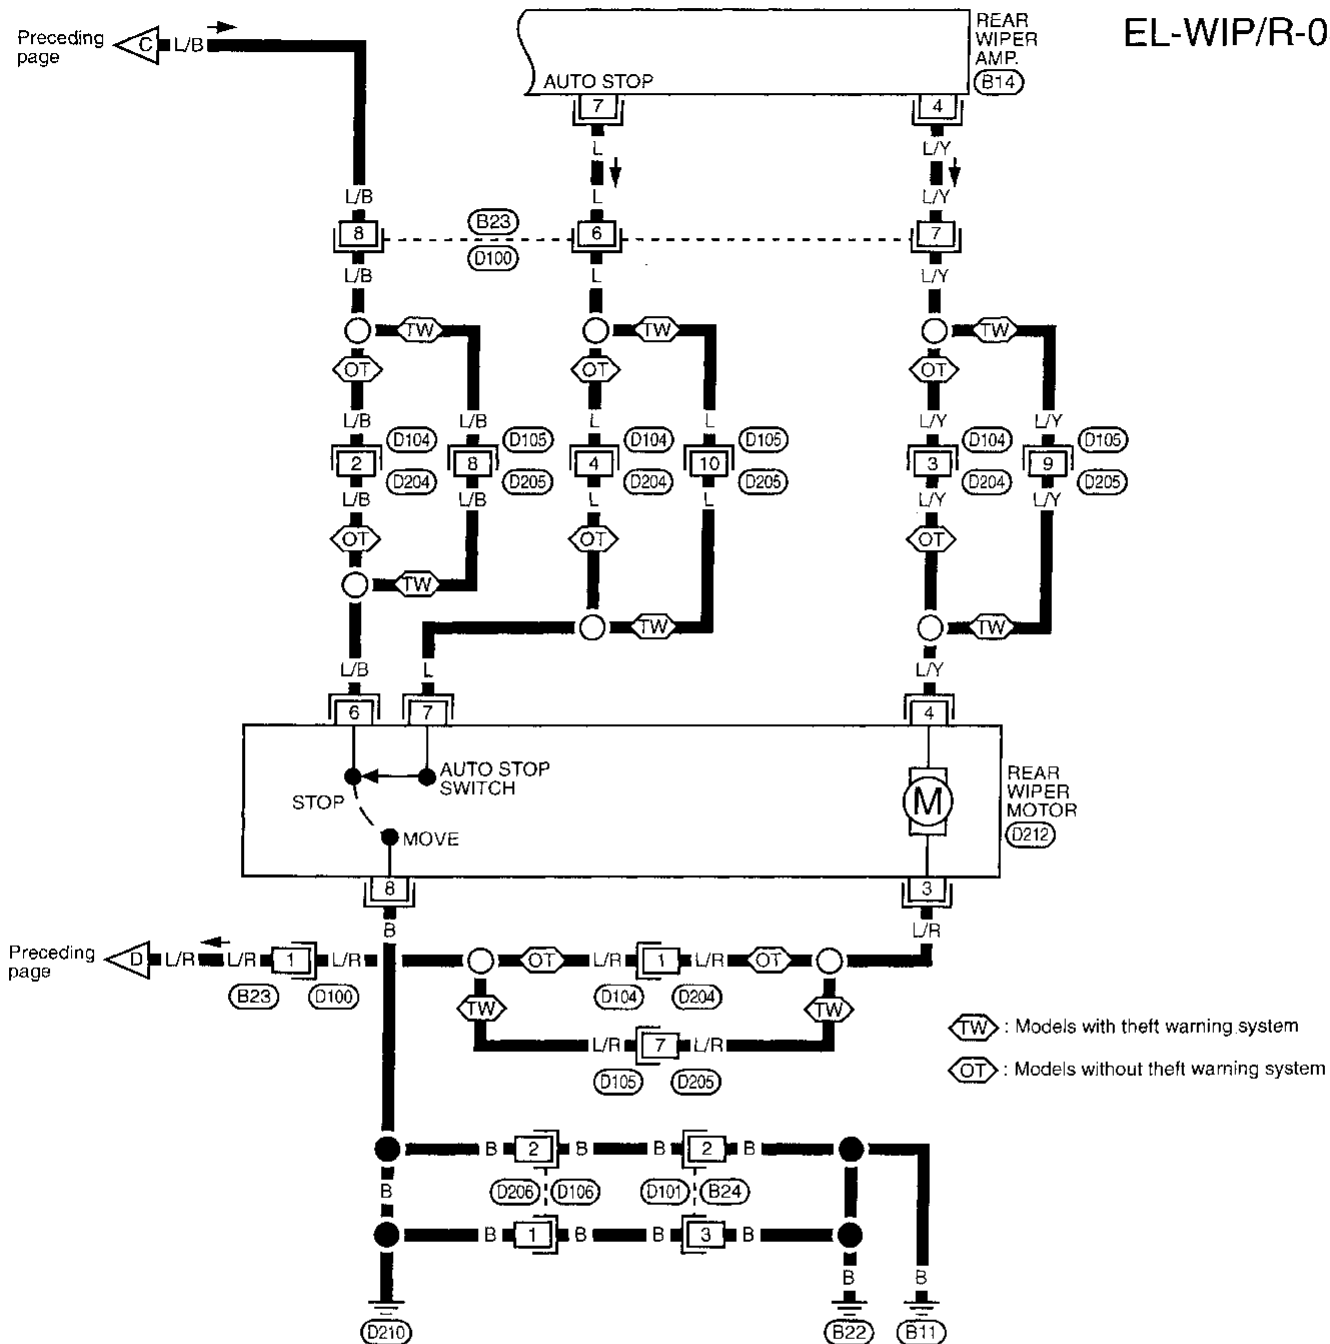 EL-WIP/R-0
Preceding
page
C
L/B
REAR
WIPER
AMP.
B14
AUTO STOP
7
4
L
L/Y
L/B
L
L/Y
8
B23
D100
6
7
L/B
L
L/Y
TW
TW
TW
OT
OT
OT
L/B
L/B
L
L
L/Y
L/Y
D104
D105
D104
D105
D104
D105
2
8
4
10
3
9
D204
D205
D204
D205
D204
D205
L/B
L/B
L
L
L/Y
L/Y
OT
OT
OT
TW
TW
TW
L/B
L
L/Y
6
7
4
AUTO STOP
SWITCH
STOP
MOVE
M
REAR
WIPER
MOTOR
D212
8
3
B
L/R
Preceding
page
D
L/R
L/R
1
L/R
OT
L/R
1
L/R
OT
B23
D100
D104
D204
TW
TW
L/R
7
L/R
D105
D205
TW : Models with theft warning system
OT : Models without theft warning system
B
2
B
B
2
B
B
D206
D106
D101
B24
B
1
B
B
3
B
B
B
D210
B22
B11